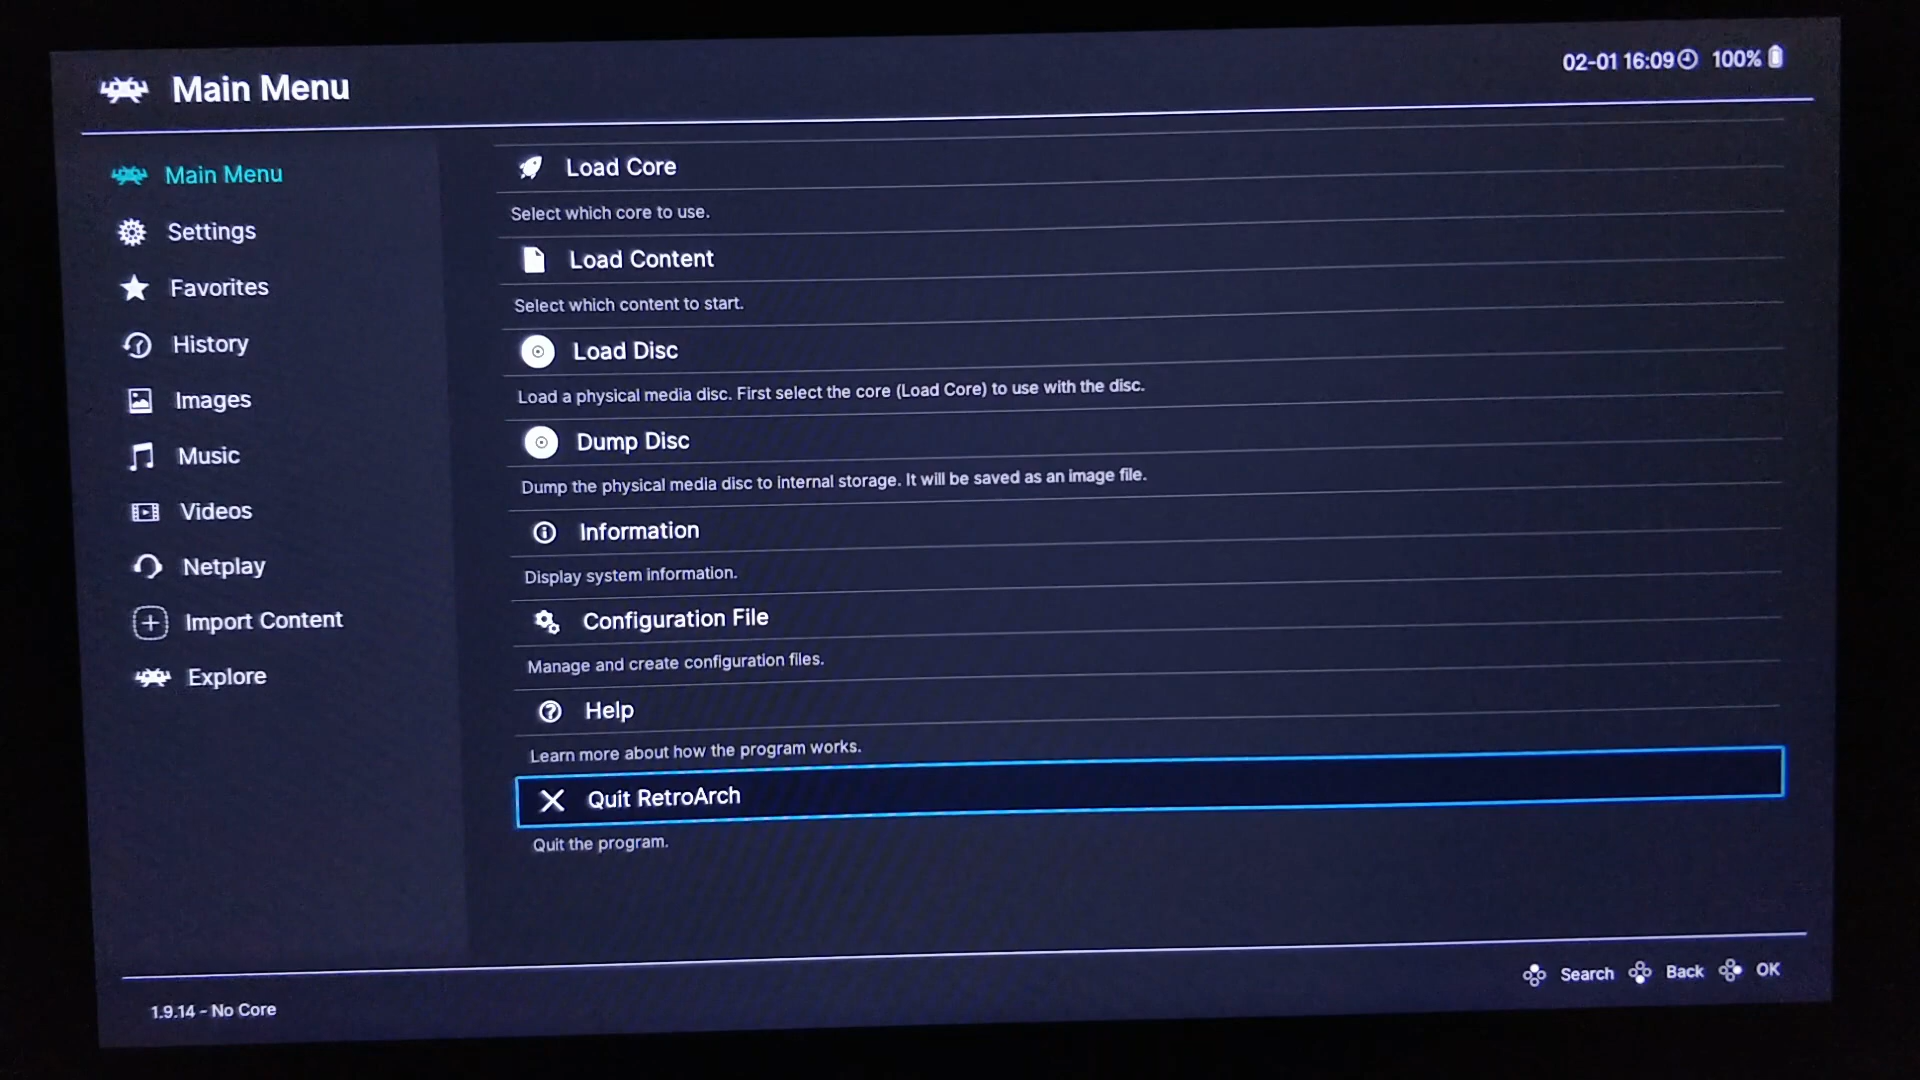 Main Menu
02-01 16:09 100%
Main Menu
Settings
Favorites
History
Images
Music
Videos
Netplay
Import Content
Explore
Load Core
Select which core to use.
Load Content
Select which content to start.
Load Disc
Load a physical media disc. First select the core (Load Core) to use with the disc.
Dump Disc
Dump the physical media disc to internal storage. It will be saved as an image file.
Information
Display system information.
Configuration File
Manage and create configuration files.
Help
Learn more about how the program works.
Quit RetroArch
Quit the program.
1.9.14 - No Core
Search Back OK